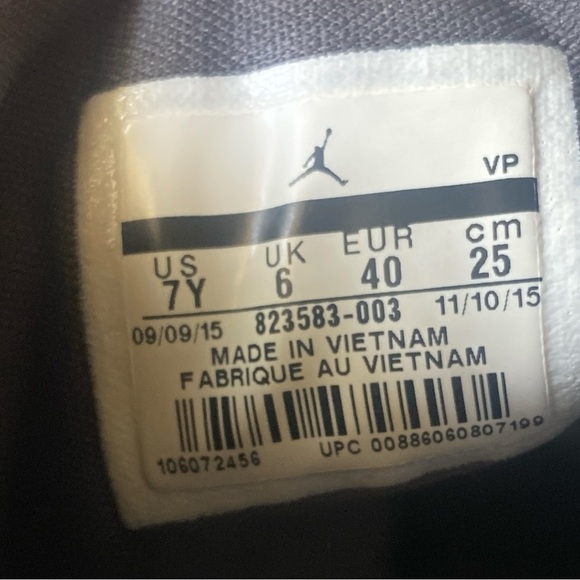 VP
US UK EUR cm
7Y 6 40 25
09/09/15 823583-003 11/10/15
MADE IN VIETNAM
FABRIQUE AU VIETNAM
106072456 UPC 00886060807199